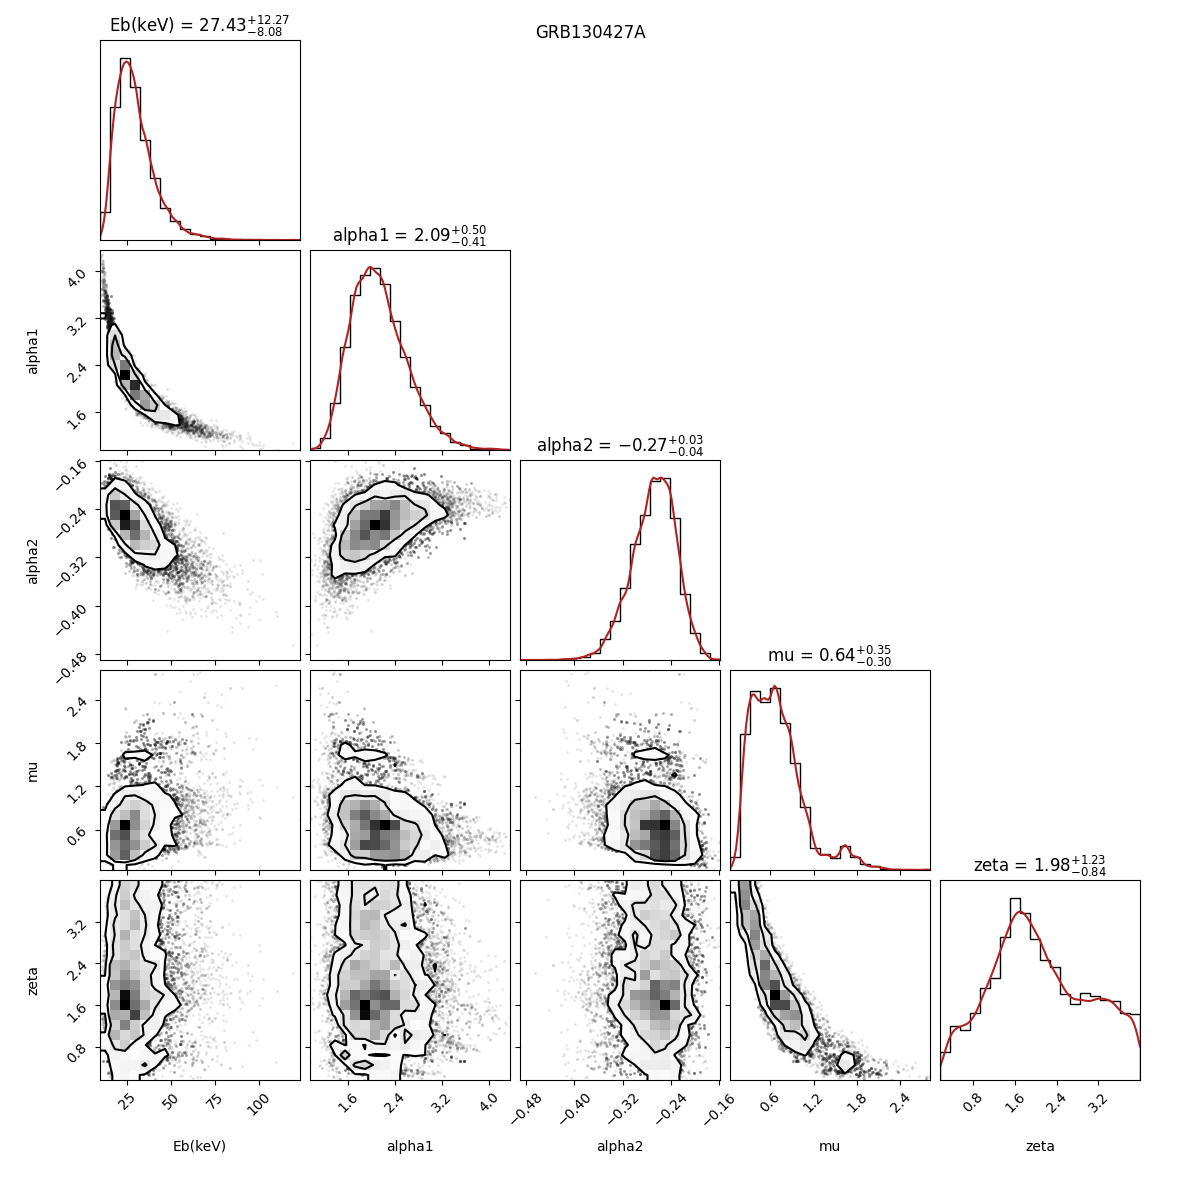 GRB130427A
Eb(keV) = 27.43^{+12.27}_{−8.08}
alpha1 = 2.09^{+0.50}_{−0.41}
alpha1
4.0
3.2
2.4
1.6
alpha2 = −0.27^{+0.03}_{−0.04}
alpha2
−0.16
−0.24
−0.32
−0.40
−0.48
mu = 0.64^{+0.35}_{−0.30}
mu
2.4
1.8
1.2
0.6
zeta = 1.98^{+1.23}_{−0.84}
zeta
3.2
2.4
1.6
0.8
25 50 75 100
1.6 2.4 3.2 4.0
−0.48 −0.40 −0.32 −0.24 −0.16
0.6 1.2 1.8 2.4
0.8 1.6 2.4 3.2
Eb(keV) alpha1 alpha2 mu zeta